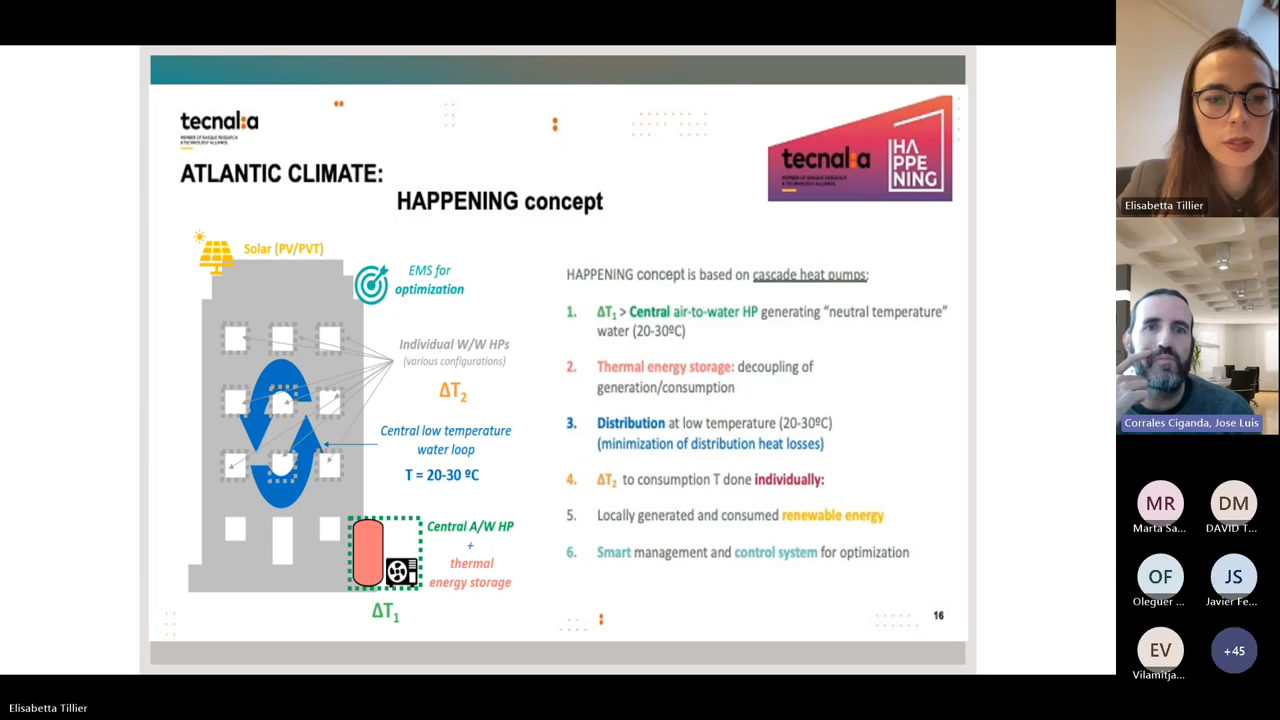 tecnal:a
MEMBER OF BASQUE RESEARCH
& TECHNOLOGY ALLIANCE
ATLANTIC CLIMATE:
HAPPENING concept
tecnal:a
MEMBER OF BASQUE RESEARCH
& TECHNOLOGY ALLIANCE
HA
PPE
NING
Solar (PV/PVT)
EMS for
optimization
Individual W/W HPs
(various configurations)
ΔT2
Central low temperature
water loop
T = 20-30 ºC
Central A/W HP
+
thermal
energy storage
ΔT1
HAPPENING concept is based on cascade heat pumps:
1. ΔT1 > Central air-to-water HP generating “neutral temperature”
water (20-30ºC)
2. Thermal energy storage: decoupling of
generation/consumption
3. Distribution at low temperature (20-30ºC)
(minimization of distribution heat losses)
4. ΔT2 to consumption T done individually:
5. Locally generated and consumed renewable energy
6. Smart management and control system for optimization
16
Elisabetta Tillier
Corrales Ciganda, Jose Luis
MR
Marta Sa...
DM
DAVID T...
OF
Oleguer ...
JS
Javier Fe...
EV
Vilamitja...
+45
Elisabetta Tillier